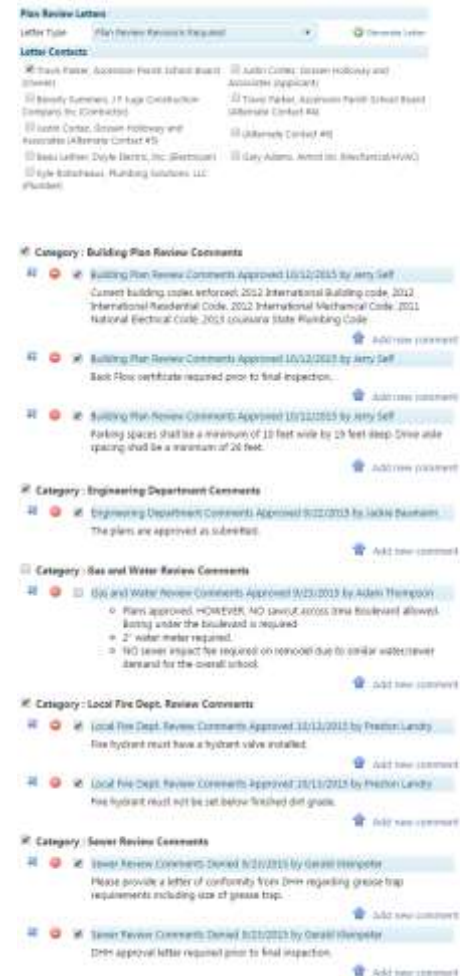 Plan Review Letters
Letter Type Plan Review Revisions Required Generate Letter
Letter Contacts
Travis Parker, Ascension Parish School Board (Owner)
Justin Cortez, Gossen Holloway and Associates (Applicant)
Beverly Summers, J P Construction Company Inc (Contractor)
Travis Parker, Ascension Parish School Board (Alternate Contact #4)
Justin Cortez, Gossen Holloway and Associates (Alternate Contact #5)
(Alternate Contact #6)
Beau Doyle Electric, Inc. (Electrician)
Gary Adams, Inc (Mechanical/HVAC)
Kyle Plumbing Solutions, LLC (Plumber)
Category : Building Plan Review Comments
Building Plan Review Comments Approved 10/12/2015 by Jerry Self
Current building codes enforced: 2012 International Building code, 2012
International Residential Code, 2012 International Mechanical Code, 2011
National Electrical Code, 2013 Louisiana State Plumbing Code
Add new comment
Building Plan Review Comments Approved 10/12/2015 by Jerry Self
Back Flow certificate required prior to final inspection.
Add new comment
Building Plan Review Comments Approved 10/12/2015 by Jerry Self
Parking spaces shall be a minimum of 10 feet wide by 19 feet deep. Drive aisle
spacing shall be a minimum of 26 feet.
Add new comment
Category : Engineering Department Comments
Engineering Department Comments Approved 9/22/2015 by Jackie
The plans are approved as submitted.
Add new comment
Category : Gas and Water Review Comments
Gas and Water Review Comments Approved 9/23/2015 by Adam Thompson
Plans approved. HOWEVER, NO sawcut across Irma Boulevard allowed.
Boring under the boulevard is required
2" water meter required.
NO sewer impact fee required on remodel due to similar water/sewer
demand for the overall school.
Add new comment
Category : Local Fire Dept. Review Comments
Local Fire Dept. Review Comments Approved 10/13/2015 by Preston Landry
Fire hydrant must have a hydrant valve installed.
Add new comment
Local Fire Dept. Review Comments Approved 10/13/2015 by Preston Landry
Fire hydrant must not be set below finished dirt grade.
Add new comment
Category : Sewer Review Comments
Sewer Review Comments Denied by Gerald
Please provide a letter of conformity from DHH regarding grease trap
requirements including size of grease trap.
Add new comment
Sewer Review Comments Denied by Gerald
DHH approval letter required prior to final inspection.
Add new comment